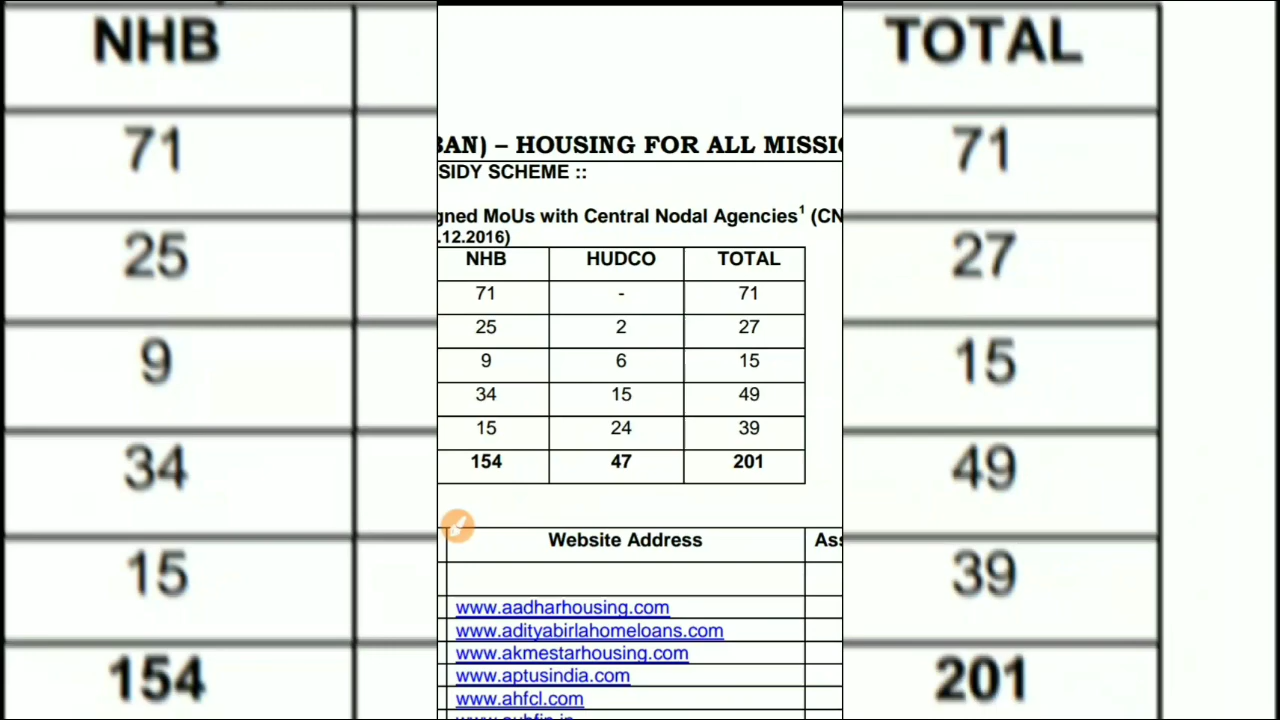 NHB
71
25
9
34
15
154
BAN) – HOUSING FOR ALL MISSIO
SIDY SCHEME ::
gned MoUs with Central Nodal Agencies¹ (CN
.12.2016)
NHB HUDCO TOTAL
71 - 71
25 2 27
9 6 15
34 15 49
15 24 39
154 47 201
Website Address Ass
www.aadharhousing.com
www.adityabirlahomeloans.com
www.akmestarhousing.com
www.aptusindia.com
www.ahfcl.com
TOTAL
71
27
15
49
39
201